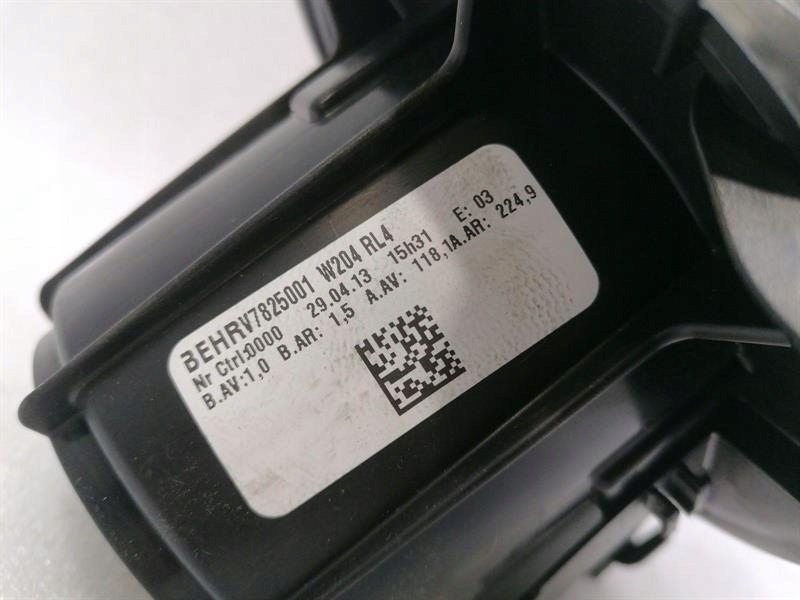 BEHRV7825001 W204 RL4
Nr Ctrl:0000 29.04.13 15h31 E: 03
B.AV:1,0 B.AR: 1,5 A.AV: 118,1A.AR: 224,9